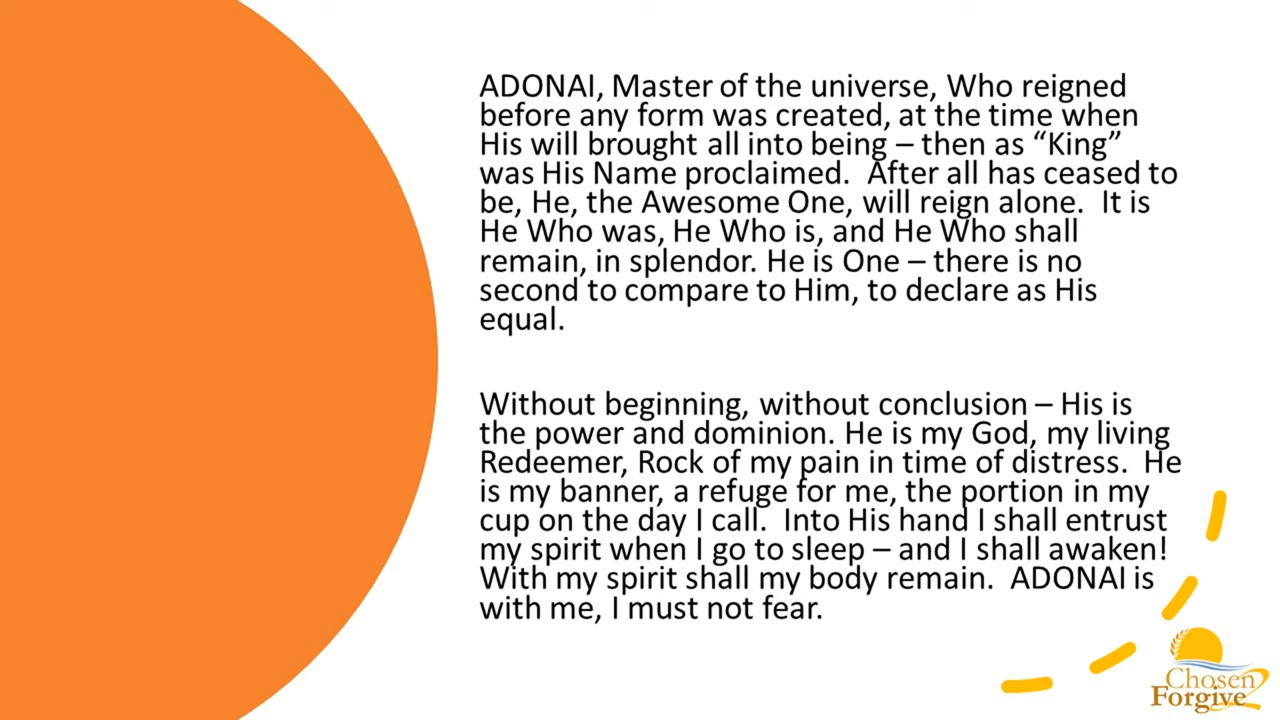 ADONAI, Master of the universe, Who reigned
before any form was created, at the time when
His will brought all into being – then as “King”
was His Name proclaimed.  After all has ceased to
be, He, the Awesome One, will reign alone.  It is
He Who was, He Who is, and He Who shall
remain, in splendor. He is One – there is no
second to compare to Him, to declare as His
equal.
Without beginning, without conclusion – His is
the power and dominion. He is my God, my living
Redeemer, Rock of my pain in time of distress.  He
is my banner, a refuge for me, the portion in my
cup on the day I call.  Into His hand I shall entrust
my spirit when I go to sleep – and I shall awaken!
With my spirit shall my body remain.  ADONAI is
with me, I must not fear.
Chosen2
Forgive